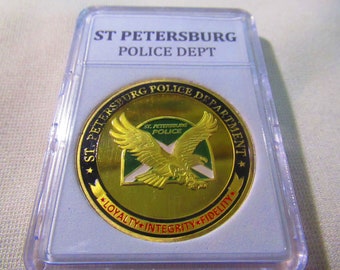 ST PETERSBURG
POLICE DEPT
★ ST. PETERSBURG POLICE DEPARTMENT ★
ST. PETERSBURG
POLICE
LOYALTY★INTEGRITY★FIDELITY